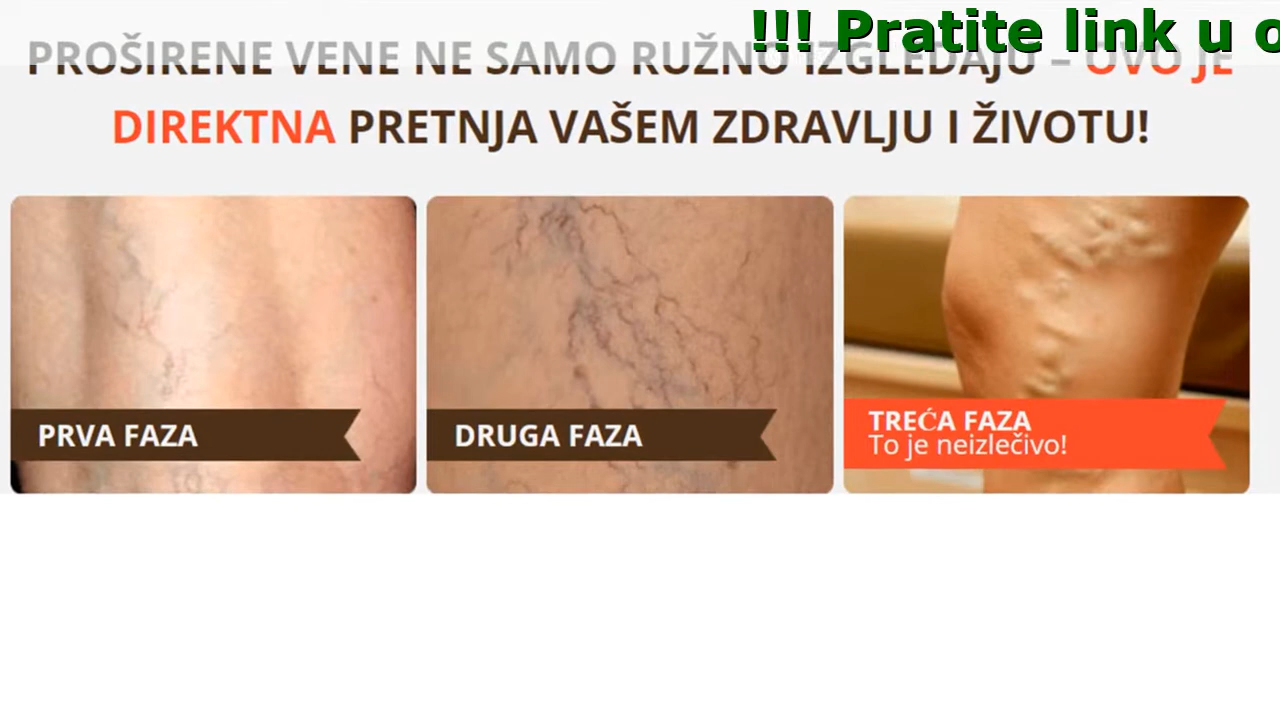 !!! Pratite link u
PROŠIRENE VENE NE SAMO RUŽNO IZGLEDAJU – OVO JE
DIREKTNA PRETNJA VAŠEM ZDRAVLJU I ŽIVOTU!
PRVA FAZA
DRUGA FAZA
TREĆA FAZA
To je neizlečivo!